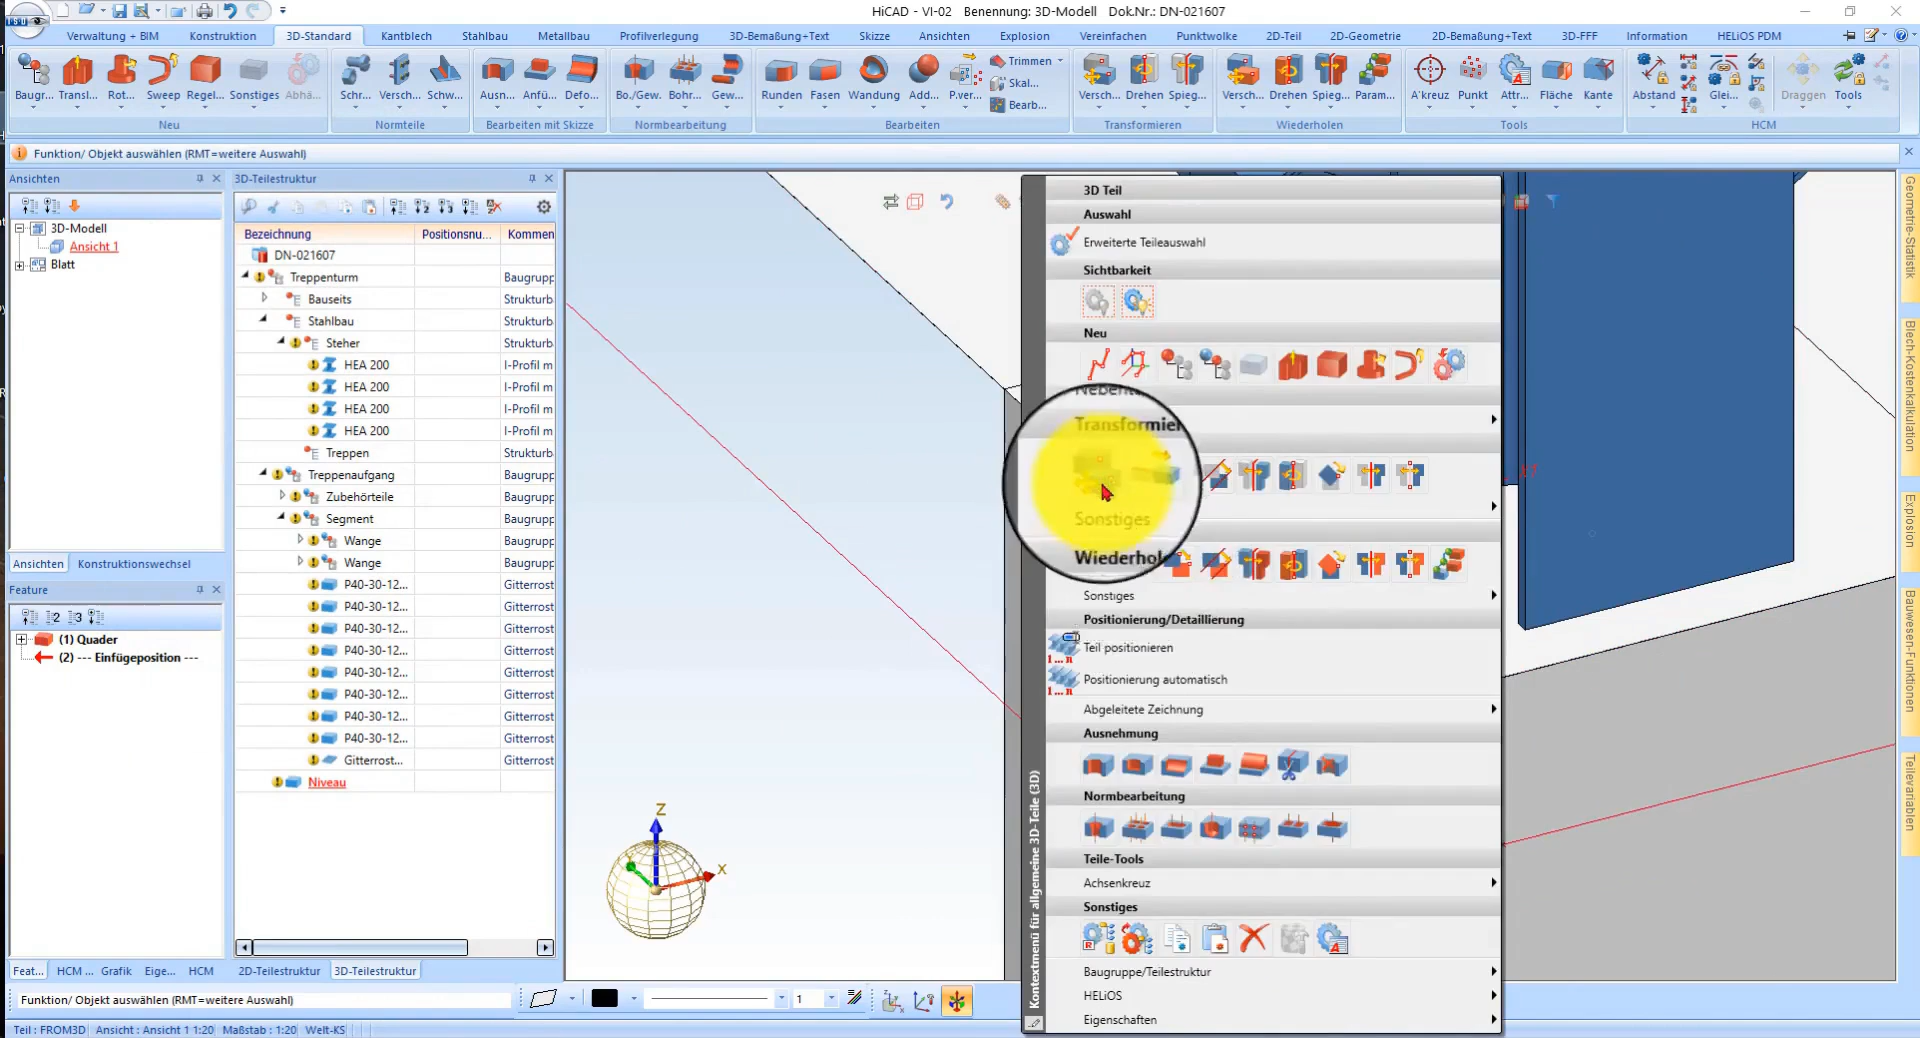 HiCAD - VI-02 Benennung: 3D-Modell Dok.Nr.: DN-021607
Verwaltung + BIM Konstruktion 3D-Standard Kantblech Stahlbau Metallbau Profilverlegung 3D-Bemaßung+Text Skizze Ansichten Explosion Vereinfachen Punktwolke 2D-Teil 2D-Geometrie 2D-Bemaßung+Text 3D-FFF Information HELiOS PDM
Baugr... Transl... Rot... Sweep Regel... Sonstiges Abhä... Schr... Versch... Schw... Ausn... Anfü... Defo... Bo./Gew. Bohr... Gew... Runden Fasen Wandung Add... P.ver... Trimmen Versch... Drehen Spieg... Versch... Drehen Spieg... Param... A'kreuz Punkt Attr... Fläche Kante Abstand Glei... Draggen Tools
Skal...
Bearb...
Neu Normteile Bearbeiten mit Skizze Normbearbeitung Bearbeiten Transformieren Wiederholen Tools HCM
Funktion/ Objekt auswählen (RMT=weitere Auswahl)
Ansichten
3D-Modell
Ansicht 1
Blatt
Ansichten Konstruktionswechsel
Feature
(1) Quader
(2) --- Einfügeposition ---
Feat... HCM ... Grafik Eige... HCM
3D-Teilestruktur
Bezeichnung Positionsnu... Kommen
DN-021607
Treppenturm Baugrupp
Bauseits Strukturb
Stahlbau Strukturb
Steher Strukturb
HEA 200 I-Profil m
HEA 200 I-Profil m
HEA 200 I-Profil m
HEA 200 I-Profil m
Treppen Strukturb
Treppenaufgang Baugrupp
Zubehörteile Baugrupp
Segment Baugrupp
Wange Baugrupp
Wange Baugrupp
P40-30-12... Gitterrost
P40-30-12... Gitterrost
P40-30-12... Gitterrost
P40-30-12... Gitterrost
P40-30-12... Gitterrost
P40-30-12... Gitterrost
P40-30-12... Gitterrost
P40-30-12... Gitterrost
Gitterrost... Gitterrost
Niveau
2D-Teilestruktur 3D-Teilestruktur
Z
X
3D Teil
Auswahl
Erweiterte Teileauswahl
Sichtbarkeit
Neu
Transformier
Sonstiges
Wiederhol
Sonstiges
Positionierung/Detaillierung
Teil positionieren
Positionierung automatisch
Abgeleitete Zeichnung
Ausnehmung
Normbearbeitung
Teile-Tools
Achsenkreuz
Sonstiges
Baugruppe/Teilestruktur
HELiOS
Eigenschaften
Kontextmenü für allgemeine 3D-Teile (3D)
Geometrie-Statistik
Blech-Kostenkalkulation
Explosion
Bauwesen-Funktionen
Teilevariablen
Funktion/ Objekt auswählen (RMT=weitere Auswahl)
1
Teil : FROM3D Ansicht : Ansicht 1 1:20 Maßstab : 1:20 Welt-KS